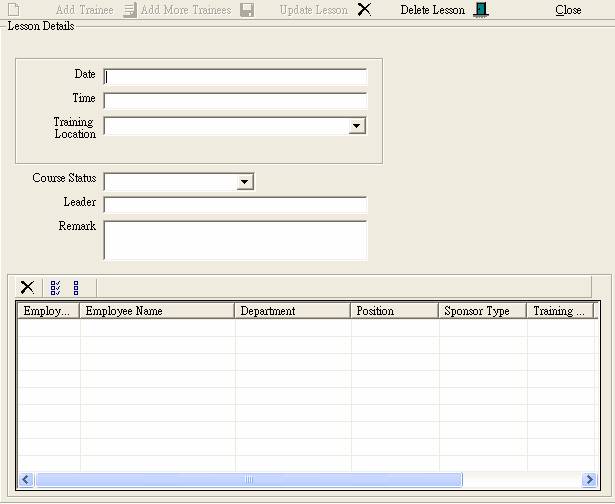 Add Trainee Add More Trainees Update Lesson Delete Lesson Close
Lesson Details
Date
Time
Training
Location
Course Status
Leader
Remark
Employ... Employee Name Department Position Sponsor Type Training ...